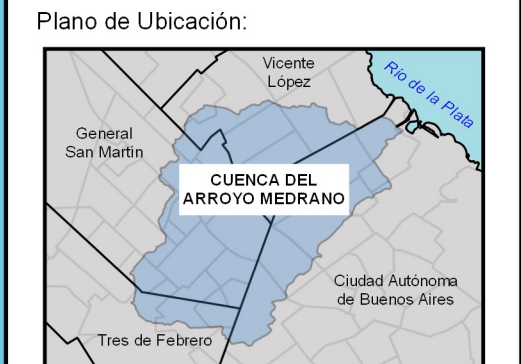 Plano de Ubicación:
Vicente
López
Río de la Plata
General
San Martin
CUENCA DEL
ARROYO MEDRANO
Ciudad Autónoma
de Buenos Aires
Tres de Febrero